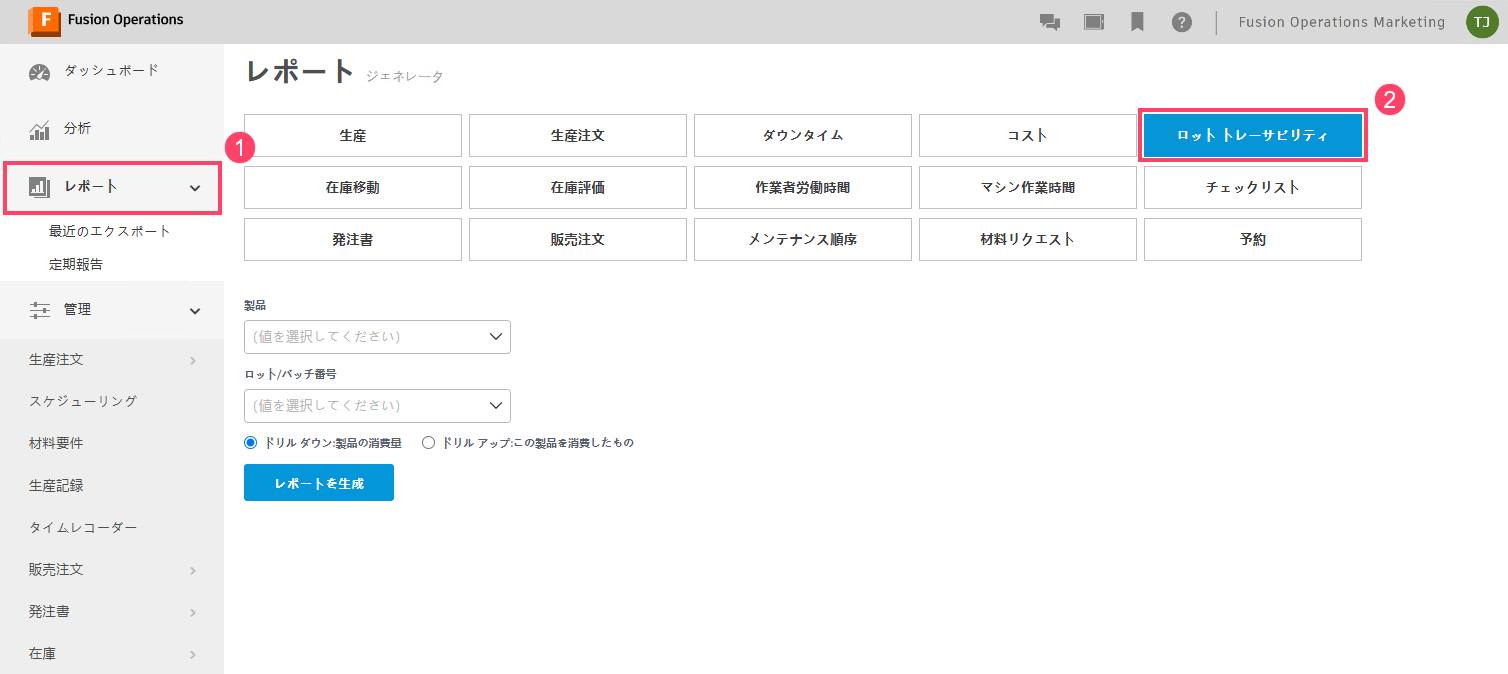 F Fusion Operations
Fusion Operations Marketing
TJ
ダッシュボード
分析
レポート
最近のエクスポート
定期報告
管理
生産注文
スケジューリング
材料要件
生産記録
タイムレコーダー
販売注文
発注書
在庫
レポート ジェネレータ
1
2
生産 生産注文 ダウンタイム コスト ロット トレーサビリティ
在庫移動 在庫評価 作業者労働時間 マシン作業時間 チェックリスト
発注書 販売注文 メンテナンス順序 材料リクエスト 予約
製品
(値を選択してください)
ロット/バッチ番号
(値を選択してください)
ドリル ダウン:製品の消費量 ドリル アップ:この製品を消費したもの
レポートを生成